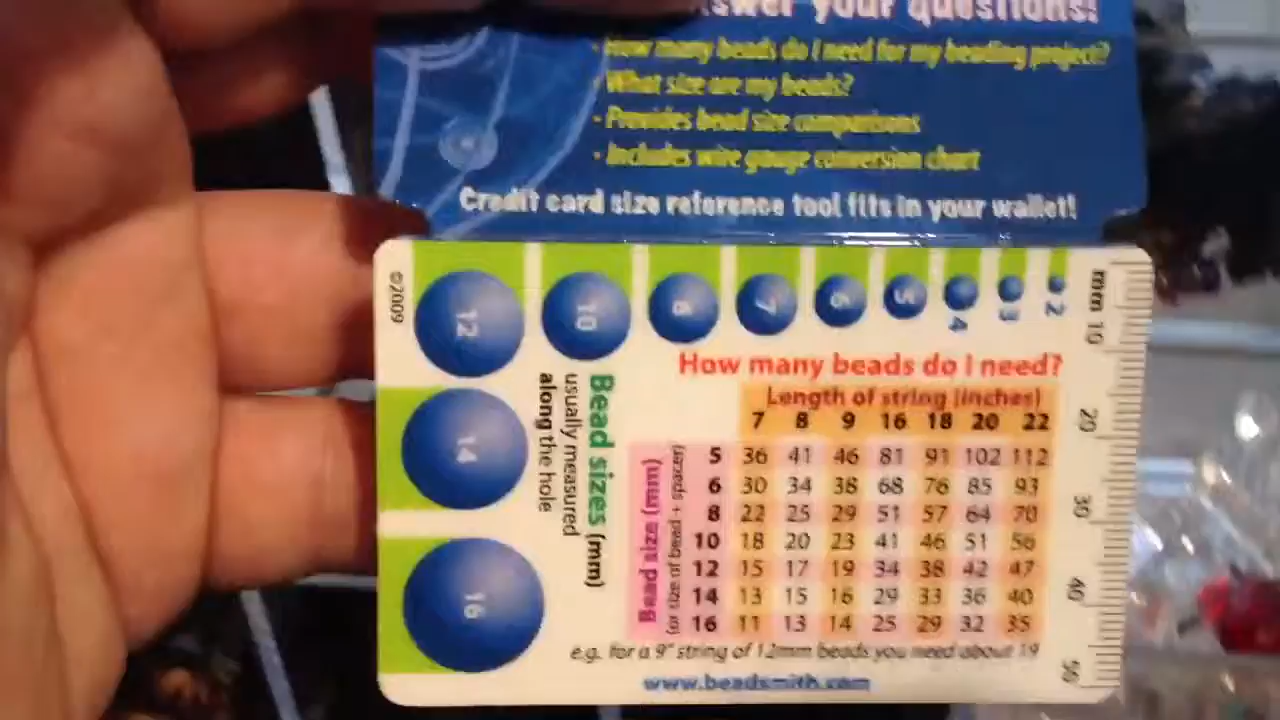 swer your questions!
· How many beads do I need for my beading project?
· What size are my beads?
· Provides bead size comparisons
· Includes wire gauge conversion chart
Credit card size reference tool fits in your wallet!
©2009
12 10 8 7 6 5 4 3 2
14
16
Bead sizes (mm)
usually measured
along the hole
mm 10 20 30 40 50
How many beads do I need?
Length of string (inches)
7 8 9 16 18 20 22
Bead size (mm)
(or size of bead + spacer)
5 36 41 46 81 91 102 112
6 30 34 38 68 76 85 93
8 22 25 29 51 57 64 70
10 18 20 23 41 46 51 56
12 15 17 19 34 38 42 47
14 13 15 16 29 33 36 40
16 11 13 14 25 29 32 35
e.g. for a 9" string of 12mm beads you need about 19
www.beadsmith.com